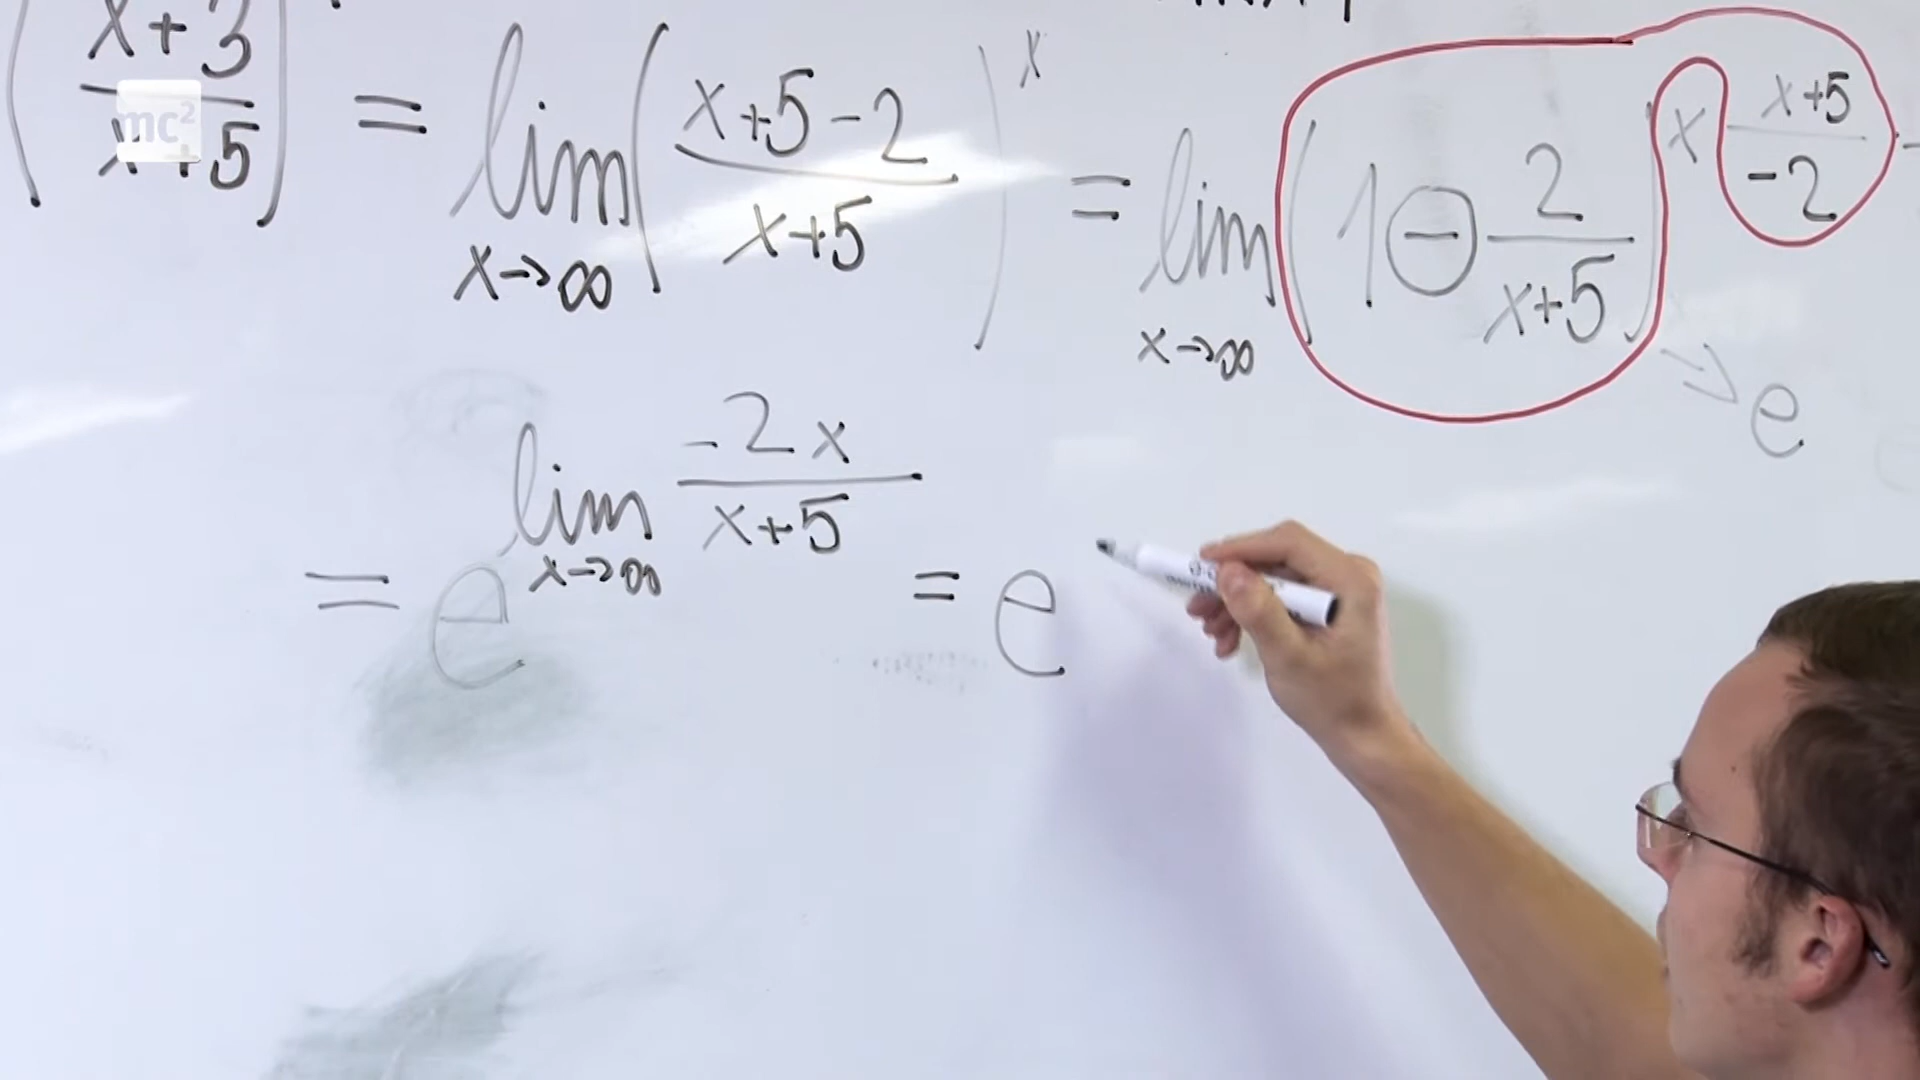 (x+3/x+5) = lim x→∞ (x+5-2/x+5)^x = lim x→∞ (1 - 2/x+5)^x x+5/-2
→ e
= e^lim x→∞ -2x/x+5 = e
mc²